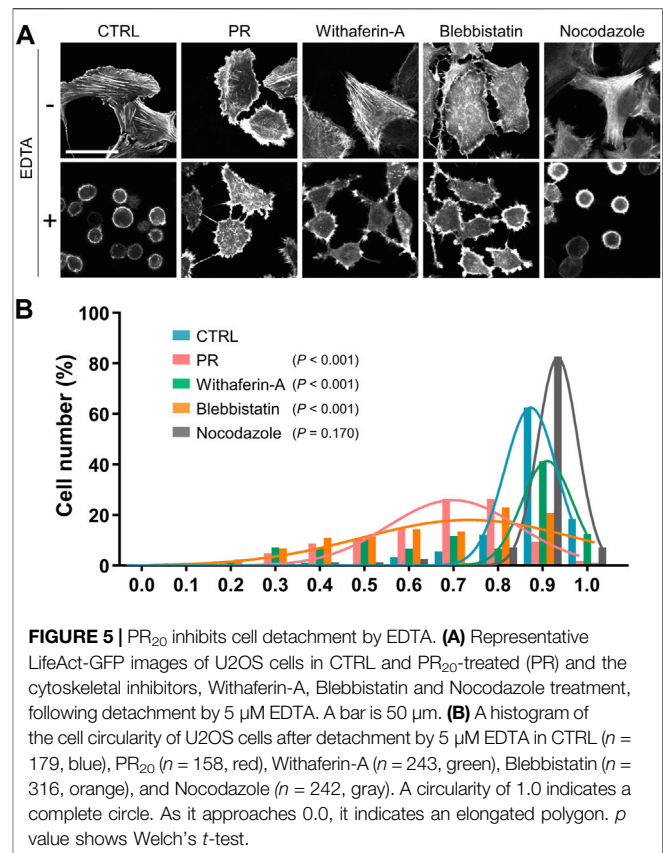 A
CTRL PR Withaferin-A Blebbistatin Nocodazole
EDTA
-
+
B
100
80
60
40
20
0
Cell number (%)
CTRL
PR (P < 0.001)
Withaferin-A (P < 0.001)
Blebbistatin (P < 0.001)
Nocodazole (P = 0.170)
0.0 0.1 0.2 0.3 0.4 0.5 0.6 0.7 0.8 0.9 1.0
FIGURE 5 | PR20 inhibits cell detachment by EDTA. (A) Representative
LifeAct-GFP images of U2OS cells in CTRL and PR20-treated (PR) and the
cytoskeletal inhibitors, Withaferin-A, Blebbistatin and Nocodazole treatment,
following detachment by 5 µM EDTA. A bar is 50 µm. (B) A histogram of
the cell circularity of U2OS cells after detachment by 5 µM EDTA in CTRL (n =
179, blue), PR20 (n = 158, red), Withaferin-A (n = 243, green), Blebbistatin (n =
316, orange), and Nocodazole (n = 242, gray). A circularity of 1.0 indicates a
complete circle. As it approaches 0.0, it indicates an elongated polygon. p
value shows Welch's t-test.